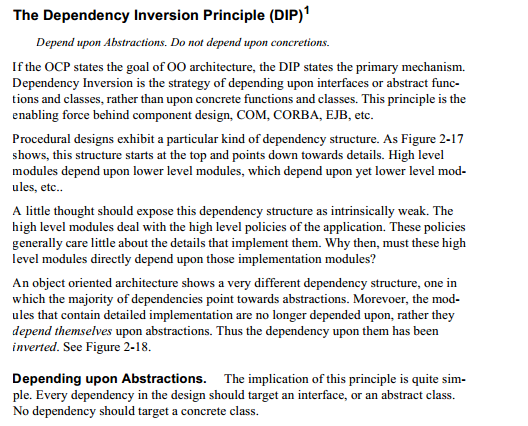 The Dependency Inversion Principle (DIP)1
Depend upon Abstractions. Do not depend upon concretions.
If the OCP states the goal of OO architecture, the DIP states the primary mechanism.
Dependency Inversion is the strategy of depending upon interfaces or abstract func-
tions and classes, rather than upon concrete functions and classes. This principle is the
enabling force behind component design, COM, CORBA, EJB, etc.
Procedural designs exhibit a particular kind of dependency structure. As Figure 2-17
shows, this structure starts at the top and points down towards details. High level
modules depend upon lower level modules, which depend upon yet lower level mod-
ules, etc..
A little thought should expose this dependency structure as intrinsically weak. The
high level modules deal with the high level policies of the application. These policies
generally care little about the details that implement them. Why then, must these high
level modules directly depend upon those implementation modules?
An object oriented architecture shows a very different dependency structure, one in
which the majority of dependencies point towards abstractions. Morevoer, the mod-
ules that contain detailed implementation are no longer depended upon, rather they
depend themselves upon abstractions. Thus the dependency upon them has been
inverted. See Figure 2-18.
Depending upon Abstractions. The implication of this principle is quite sim-
ple. Every dependency in the design should target an interface, or an abstract class.
No dependency should target a concrete class.